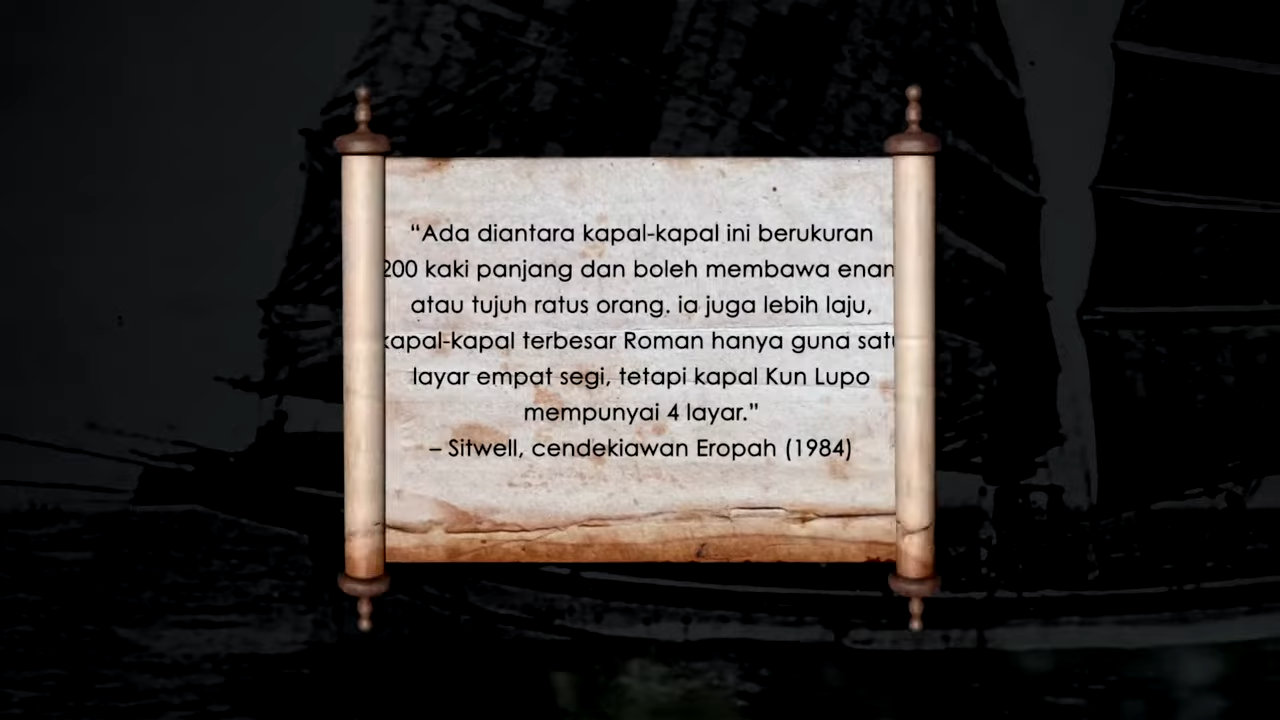 “Ada diantara kapal-kapal ini berukuran
200 kaki panjang dan boleh membawa enam
atau tujuh ratus orang. ia juga lebih laju,
kapal-kapal terbesar Roman hanya guna satu
layar empat segi, tetapi kapal Kun Lupo
mempunyai 4 layar.”
– Sitwell, cendekiawan Eropah (1984)